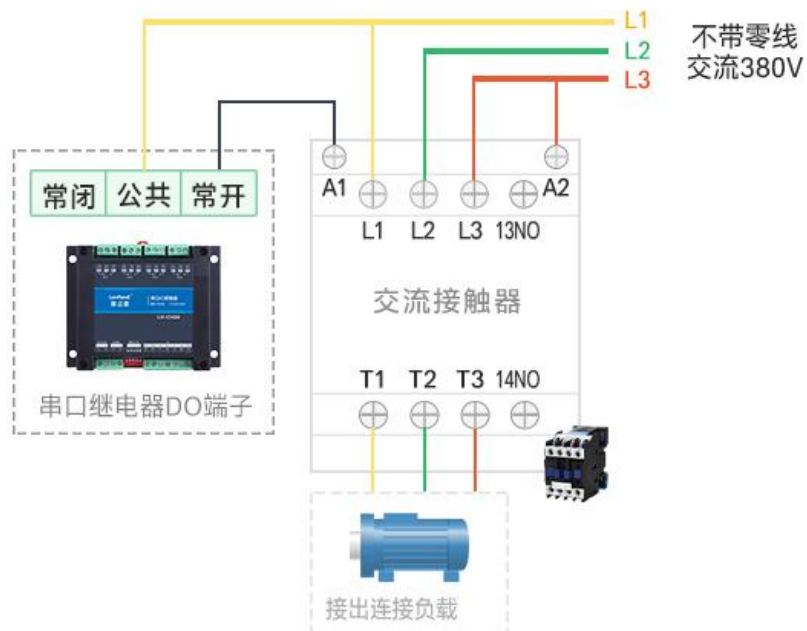 L1
L2
L3
不带零线
交流380V
常闭 公共 常开
A1
A2
L1 L2 L3 13NO
交流接触器
T1 T2 T3 14NO
串口继电器DO端子
接出连接负载